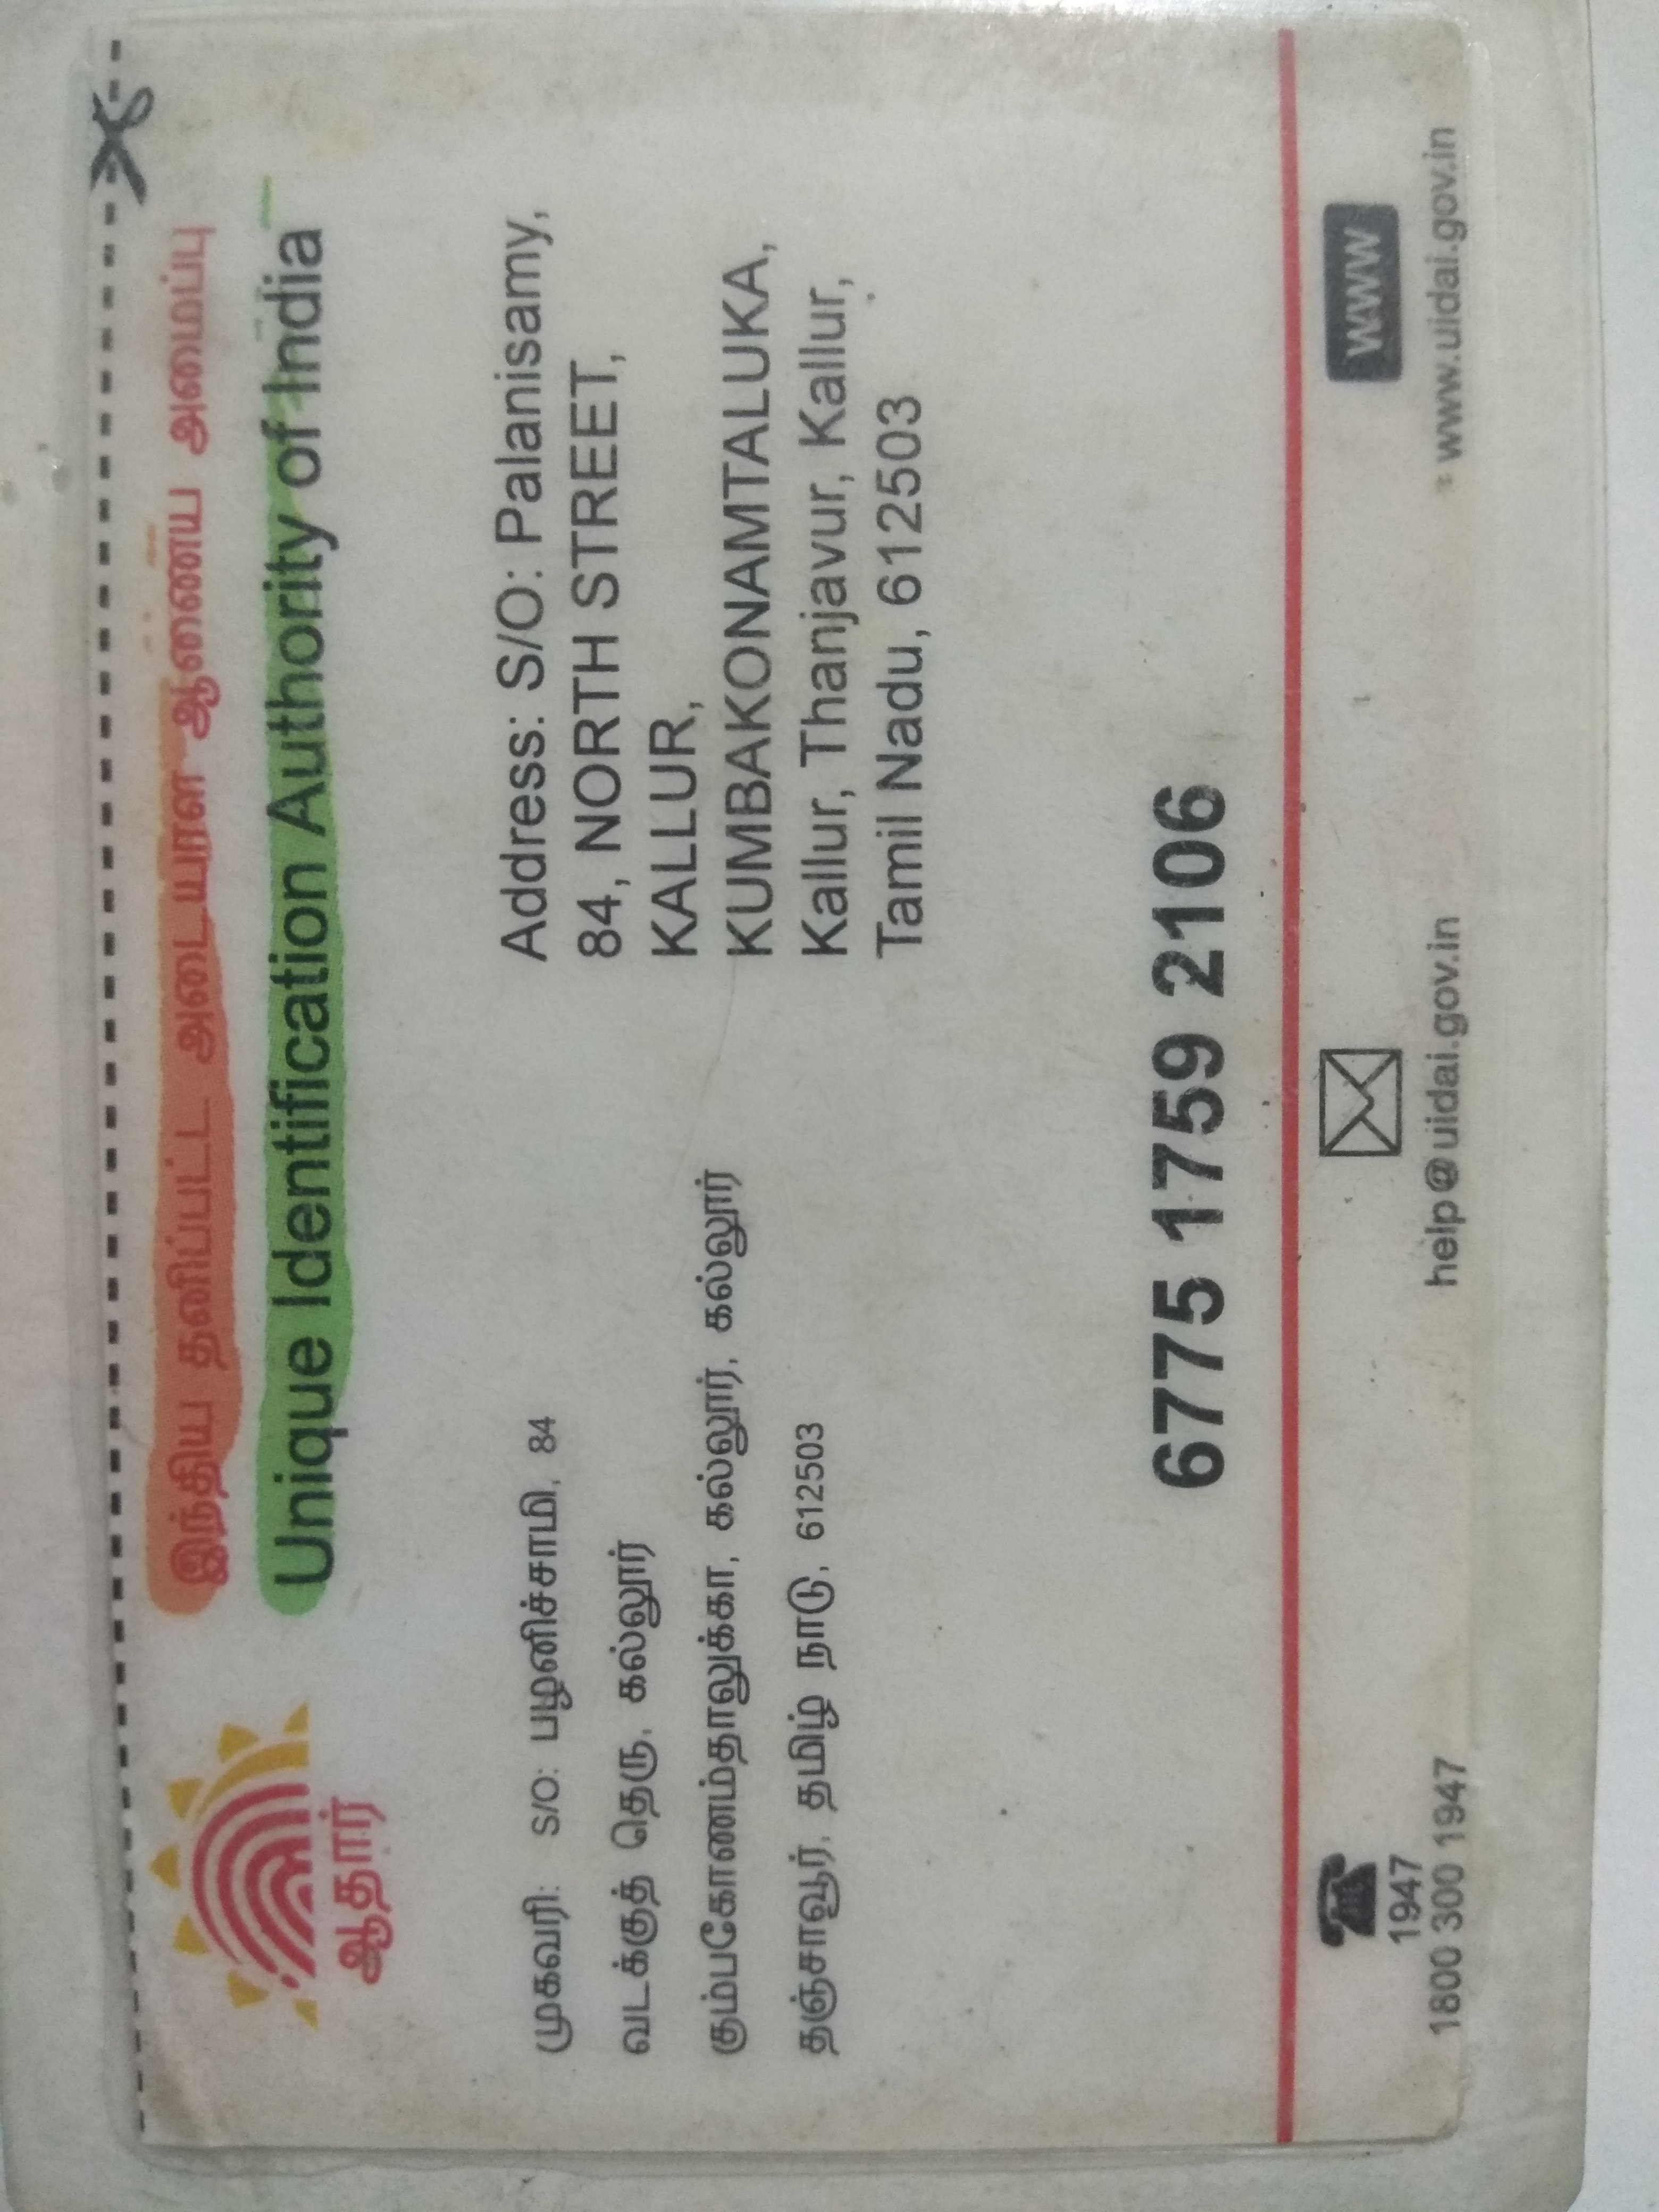 இந்திய தனிப்பட்ட அடையாள ஆணைய அமைப்பு
Unique Identification Authority of India
ஆதார்
முகவரி: S/O: பழனிச்சாமி, 84
வடக்குத் தெரு, கல்லூர்
கும்பகோணம்தாலுக்கா, கல்லூர், கல்லூர்
தஞ்சாவூர், தமிழ் நாடு, 612503
Address: S/O: Palanisamy,
84, NORTH STREET,
KALLUR,
KUMBAKONAMTALUKA,
Kallur, Thanjavur, Kallur,
Tamil Nadu, 612503
6775 1759 2106
1947
1800 300 1947
help@uidai.gov.in
www
www.uidai.gov.in